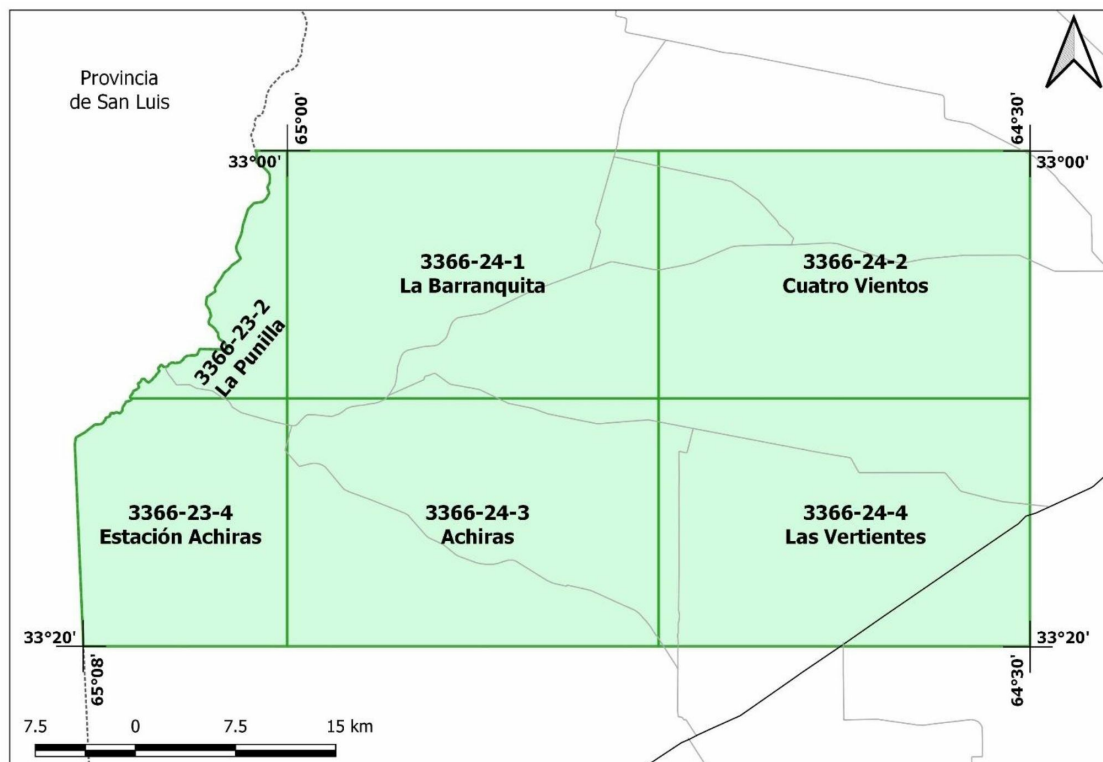 Provincia
de San Luis
65°00'
64°30'
33°00'
33°00'
3366-24-1
La Barranquita
3366-24-2
Cuatro Vientos
3366-23-2
La Punilla
3366-23-4
Estación Achiras
3366-24-3
Achiras
3366-24-4
Las Vertientes
33°20'
33°20'
65°08'
64°30'
7.5 0 7.5 15 km